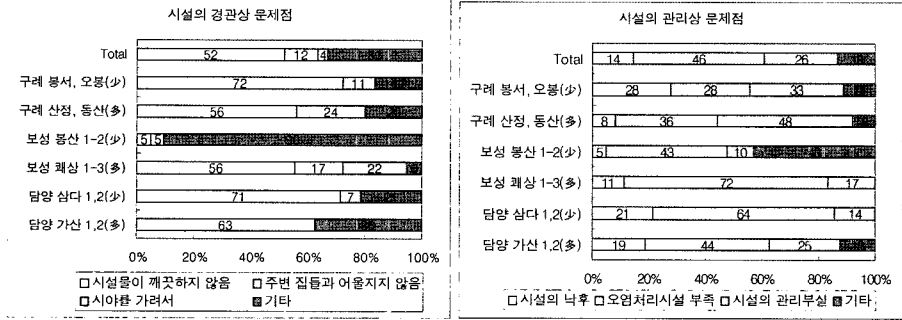 시설의 경관상 문제점
Total
52 12 4
구례 봉서, 오봉(少)
72 11
구례 산정, 동산(多)
56 24
보성 봉산 1-2(少)
5 5
보성 쾌상 1-3(多)
56 17 22
담양 삼다 1,2(少)
71 7
담양 가산 1,2(多)
63
0% 20% 40% 60% 80% 100%
□시설물이 깨끗하지 않음 □주변 집들과 어울지지 않음
□시야를 가려서 ■기타
시설의 관리상 문제점
Total
14 46 26
구례 봉서, 오봉(少)
28 28 33
구례 산정, 동산(多)
8 36 48
보성 봉산 1-2(少)
5 43 10
보성 쾌상 1-3(多)
11 72 17
담양 삼다 1,2(少)
21 64 14
담양 가산 1,2(多)
19 44 25
0% 20% 40% 60% 80% 100%
□시설의 낙후 □오염처리시설 부족 □시설의 관리부실 ■기타